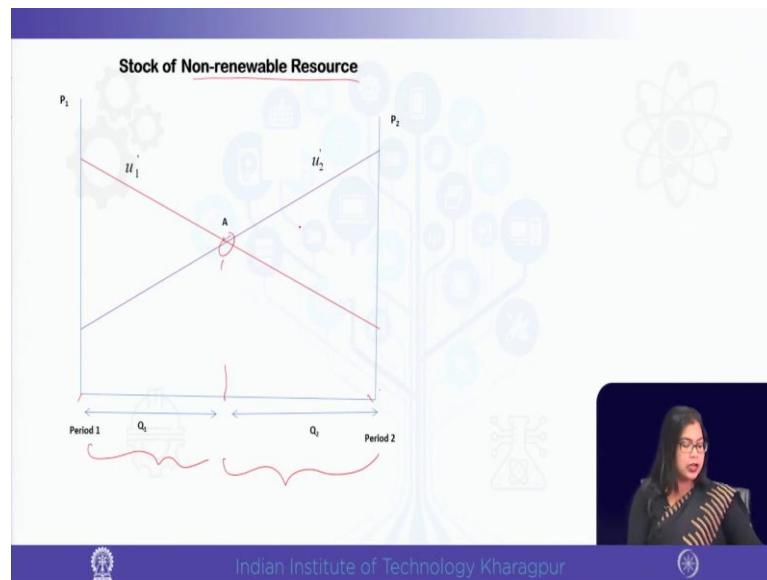 Stock of Non-renewable Resource
P₁
P₂
u'₁
u'₂
A
Q₁
Q₂
Period 1
Period 2
Indian Institute of Technology Kharagpur